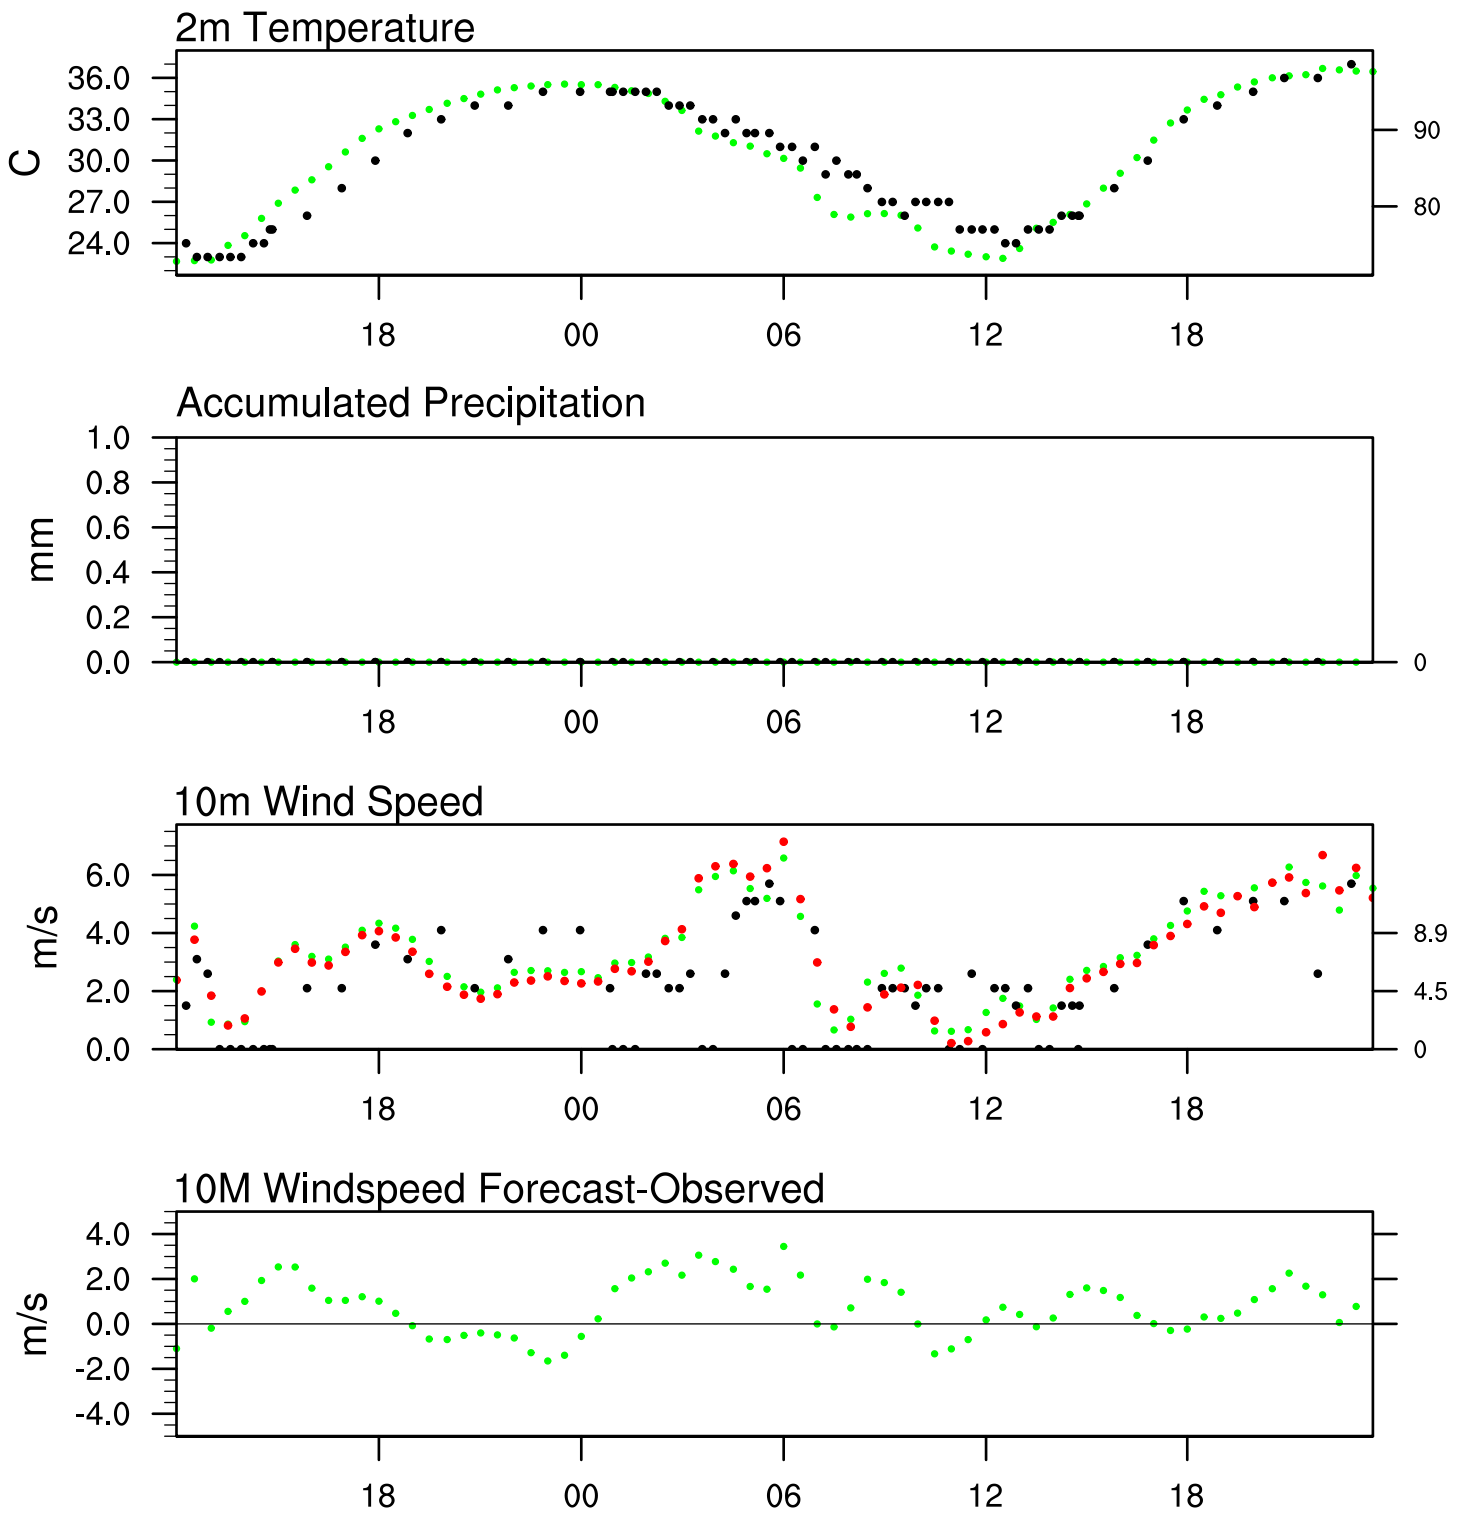 2m Temperature
36.0
33.0
30.0
27.0
24.0
C
90
80
18 00 06 12 18
Accumulated Precipitation
1.0
0.8
0.6
0.4
0.2
0.0
mm
0
18 00 06 12 18
10m Wind Speed
6.0
4.0
2.0
0.0
m/s
8.9
4.5
0
18 00 06 12 18
10M Windspeed Forecast-Observed
4.0
2.0
0.0
-2.0
-4.0
m/s
18 00 06 12 18